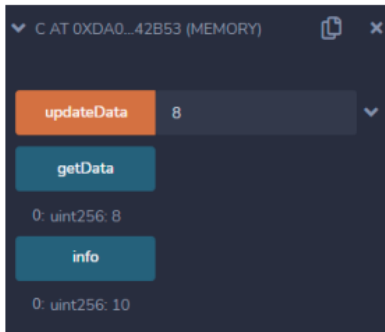 C AT 0XDA0...42B53 (MEMORY)
updateData 8
getData
0: uint256: 8
info
0: uint256: 10